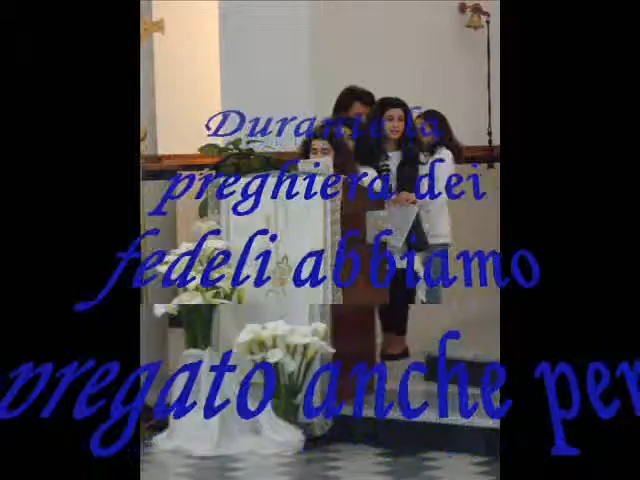 Durante la
preghiera dei
fedeli abbiamo
pregato anche per